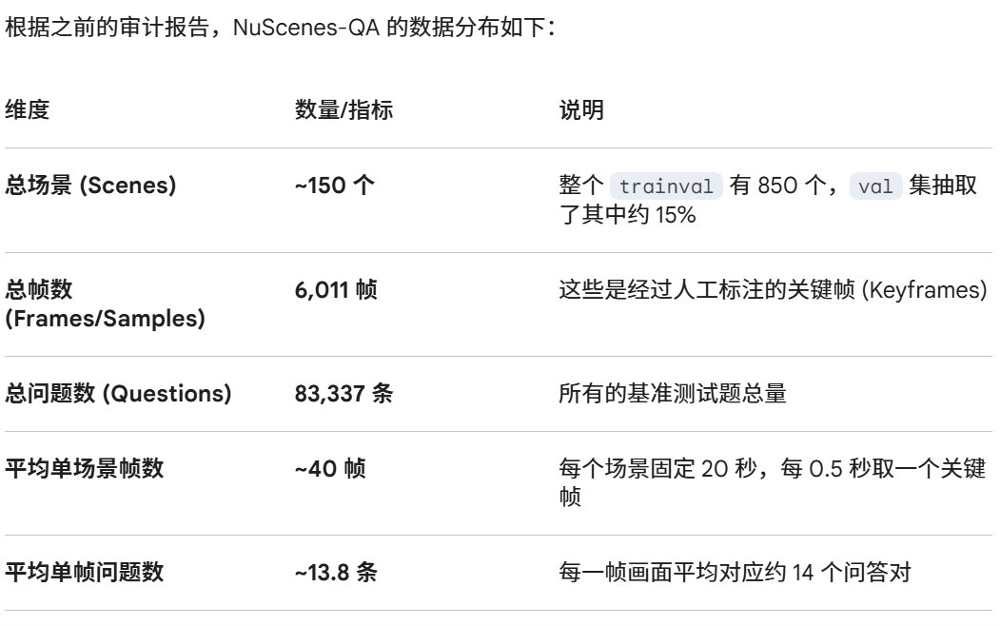 根据之前的审计报告，NuScenes-QA 的数据分布如下：
维度 数量/指标 说明
总场景 (Scenes) ~150 个 整个 trainval 有 850 个，val 集抽取
了其中约 15%
总帧数 6,011 帧 这些是经过人工标注的关键帧 (Keyframes)
(Frames/Samples)
总问题数 (Questions) 83,337 条 所有的基准测试题总量
平均单场景帧数 ~40 帧 每个场景固定 20 秒，每 0.5 秒取一个关键
帧
平均单帧问题数 ~13.8 条 每一帧画面平均对应约 14 个问答对